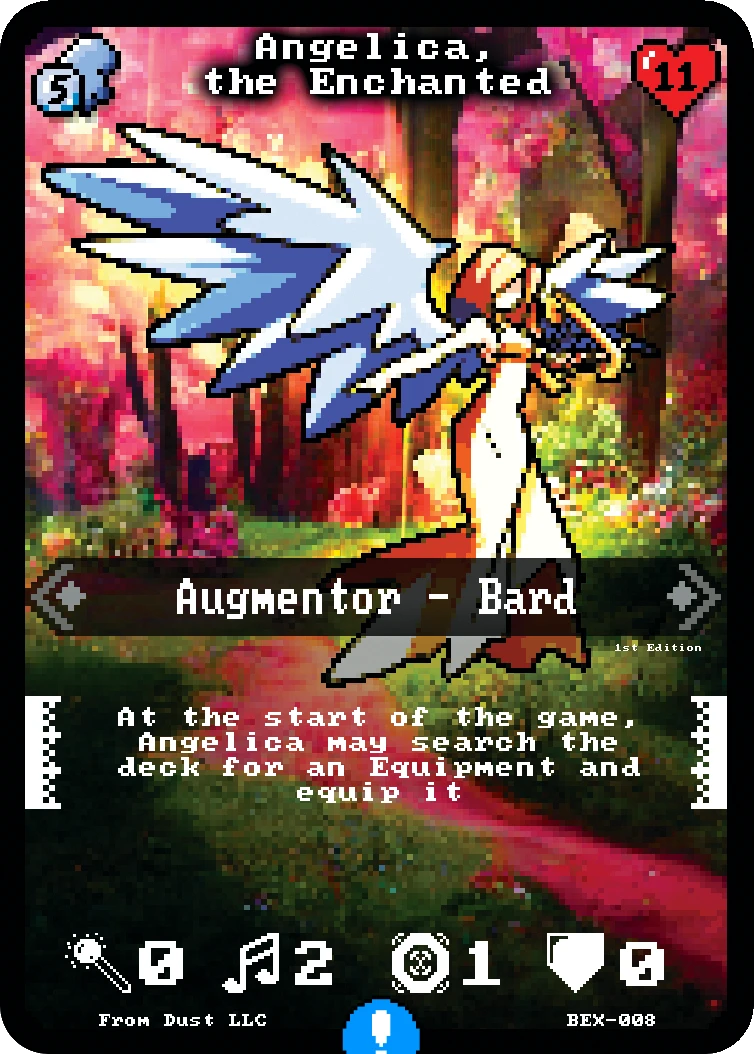 Angelica,
the Enchanted
5
11
Augmentor - Bard
1st Edition
At the start of the game,
Angelica may search the
deck for an Equipment and
equip it
0 2 1 0
From Dust LLC
BEX-008
!